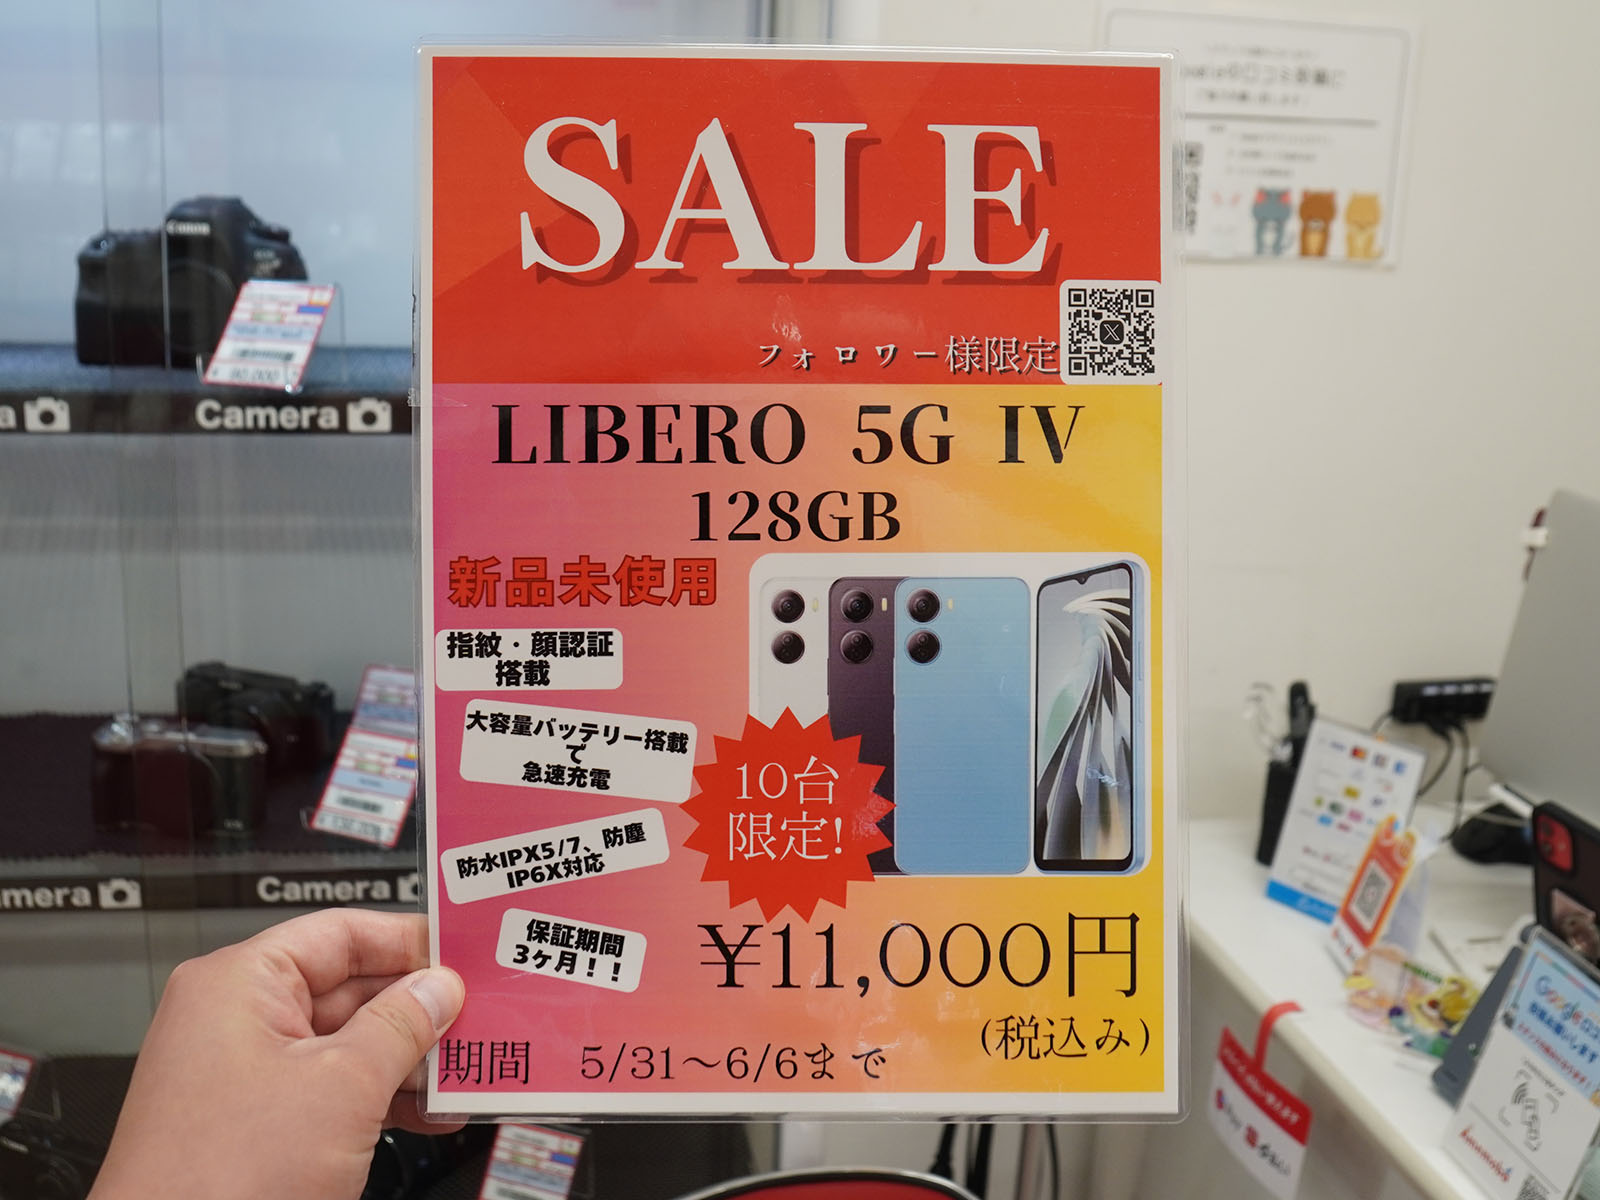 SALE
フォロワー様限定
LIBERO 5G IV
128GB
新品未使用
指紋・顔認証
搭載
大容量バッテリー搭載
で
急速充電
防水IPX5/7、防塵
IP6X対応
保証期間
3ヶ月！！
10台
限定!
¥11,000円
(税込み)
期間 5/31～6/6まで
Canon
Camera
Camera
Google